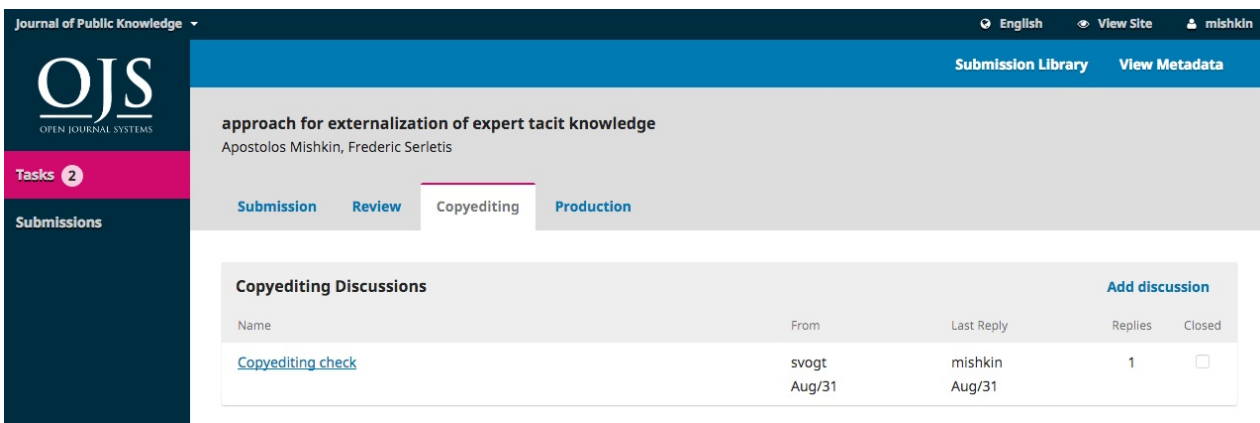 Journal of Public Knowledge
English
View Site
mishkin
OJS
OPEN JOURNAL SYSTEMS
Submission Library
View Metadata
approach for externalization of expert tacit knowledge
Apostolos Mishkin, Frederic Serletis
Tasks 2
Submissions
Submission
Review
Copyediting
Production
Copyediting Discussions
Add discussion
Name
From
Last Reply
Replies
Closed
Copyediting check
svogt
mishkin
1
Aug/31
Aug/31